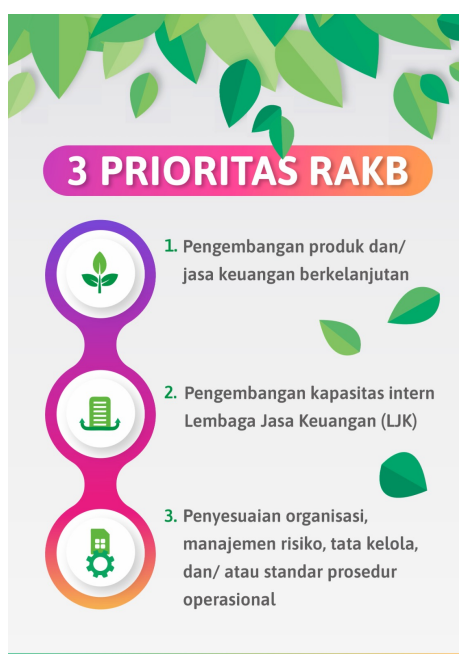 3 PRIORITAS RAKB
1. Pengembangan produk dan/
jasa keuangan berkelanjutan
2. Pengembangan kapasitas intern
Lembaga Jasa Keuangan (LJK)
3. Penyesuaian organisasi,
manajemen risiko, tata kelola,
dan/ atau standar prosedur
operasional